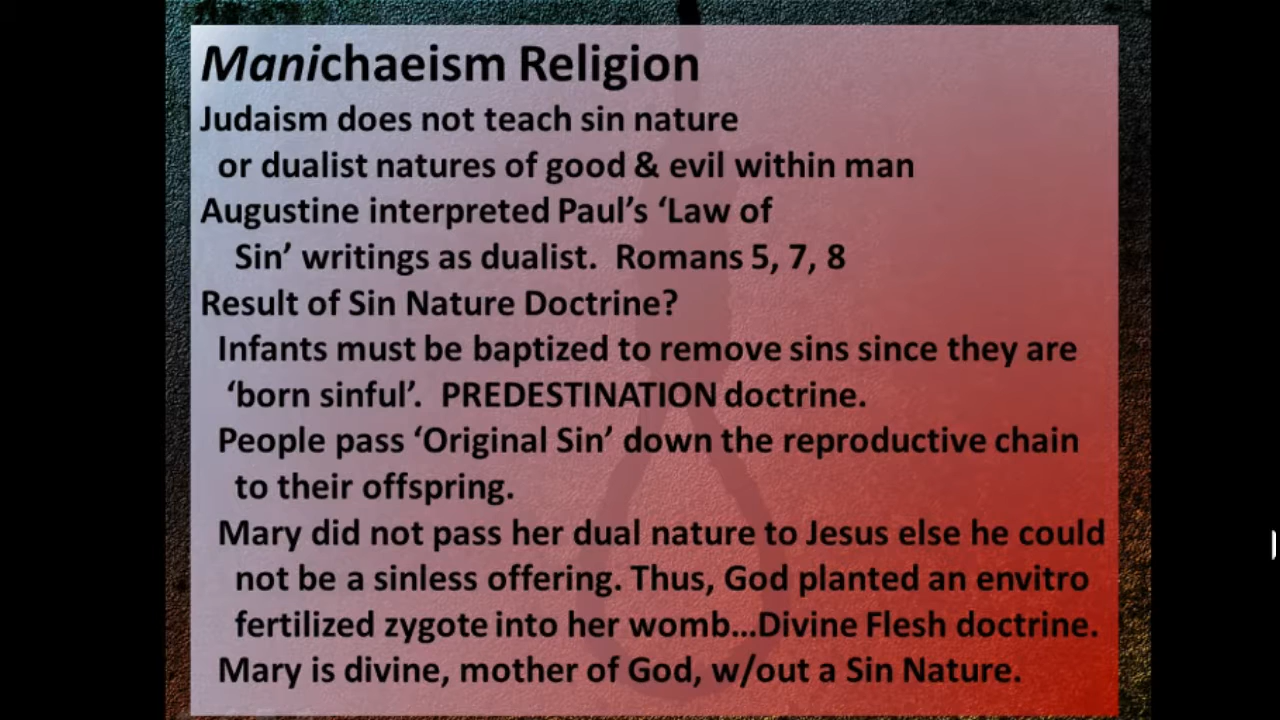 Manichaeism Religion
Judaism does not teach sin nature
or dualist natures of good & evil within man
Augustine interpreted Paul's ‘Law of
Sin’ writings as dualist. Romans 5, 7, 8
Result of Sin Nature Doctrine?
Infants must be baptized to remove sins since they are
‘born sinful’. PREDESTINATION doctrine.
People pass ‘Original Sin’ down the reproductive chain
to their offspring.
Mary did not pass her dual nature to Jesus else he could
not be a sinless offering. Thus, God planted an envitro
fertilized zygote into her womb...Divine Flesh doctrine.
Mary is divine, mother of God, w/out a Sin Nature.